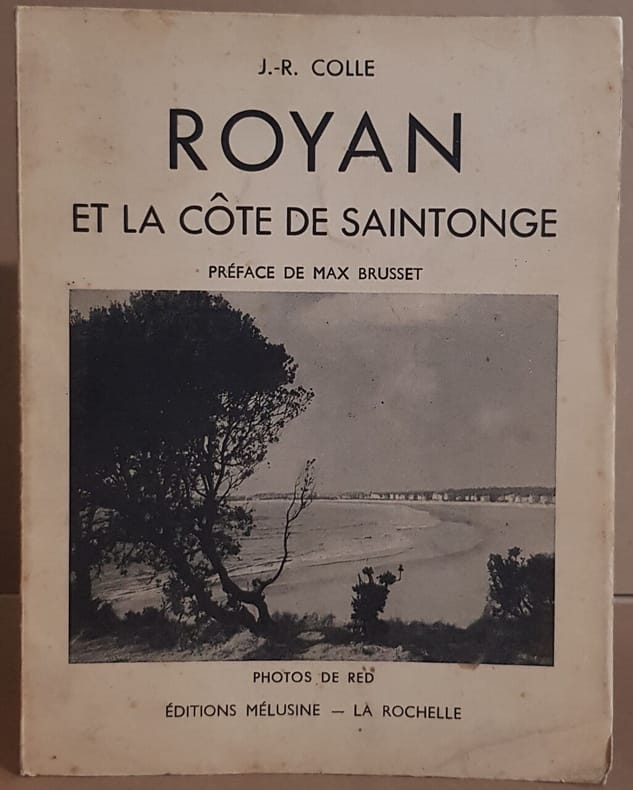 J.-R. COLLE
ROYAN
ET LA CÔTE DE SAINTONGE
PRÉFACE DE MAX BRUSSET
PHOTOS DE RED
ÉDITIONS MÉLUSINE — LA ROCHELLE